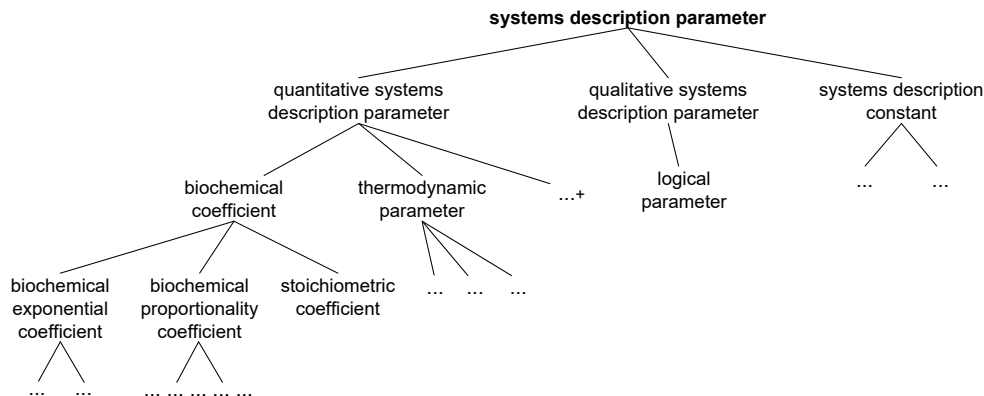 systems description parameter
quantitative systems
description parameter
qualitative systems
description parameter
systems description
constant
biochemical
coefficient
thermodynamic
parameter
...+
logical
parameter
... ...
biochemical
exponential
coefficient
biochemical
proportionality
coefficient
stoichiometric
coefficient
... ... ...
... ...
... ... ... ... ...